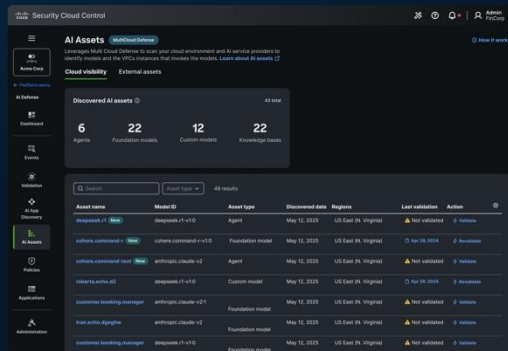 Security Cloud Control
Admin
FinCorp
AI Assets MultiCloud Defense
How it work
Leverages Multi Cloud Defense to scan your cloud environment and AI service providers to
identify models and the VPCs instances that invokes the models. Learn about AI assets
Acme Corp
Platform menu
AI Defense
Dashboard
Events
Validation
AI App
Discovery
AI Assets
Policies
Applications
Administration
Cloud visibility External assets
Discovered AI assets 43 total
6 22 12 22
Agents Foundation models Custom models Knowledge bases
Search Asset type 45 results
Asset name Model ID Asset type Discovered date Regions Last validation Action
deepseek.r1 New deepseek.r1-v1:0 Agent May 12, 2025 US East (N. Virginia) Not validated Validate
cohere.command-r New cohere.command-r-v1:0 Foundation model May 12, 2025 US East (N. Virginia) Apr 29, 2024 Revalidate
cohere.command-text New anthropic.claude-v2 Agent May 12, 2025 US East (N. Virginia) Not validated Validate
roberta.echo.d2 deepseek.r1-v1:0 Custom model May 12, 2025 US East (N. Virginia) Apr 29, 2024 Revalidate
customer.booking.manager anthropic.claude-v2:1 Foundation model May 12, 2025 US East (N. Virginia) Not validated Validate
anthropic.claude-v2 Foundation model May 12, 2025 US East (N. Virginia) Not validated Validate
customer.booking.manager deepseek.r1-v1:0 Foundation model May 12, 2025 US East (N. Virginia) Not validated Validate